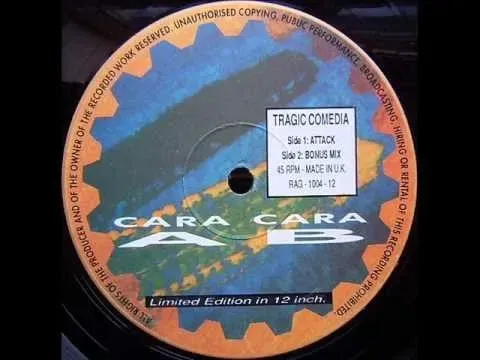 ALL RIGHTS OF THE PRODUCER AND OF THE OWNER OF THE RECORDED WORK RESERVED. UNAUTHORISED COPYING, PUBLIC PERFORMANCE, BROADCASTING, HIRING OR RENTAL OF THIS RECORDING PROHIBITED.
TRAGIC COMEDIA
Side 1: ATTACK
Side 2: BONUS MIX
45 RPM - MADE IN U.K.
RAG - 1004 - 12
CARA CARA
A B
Limited Edition in 12 inch.